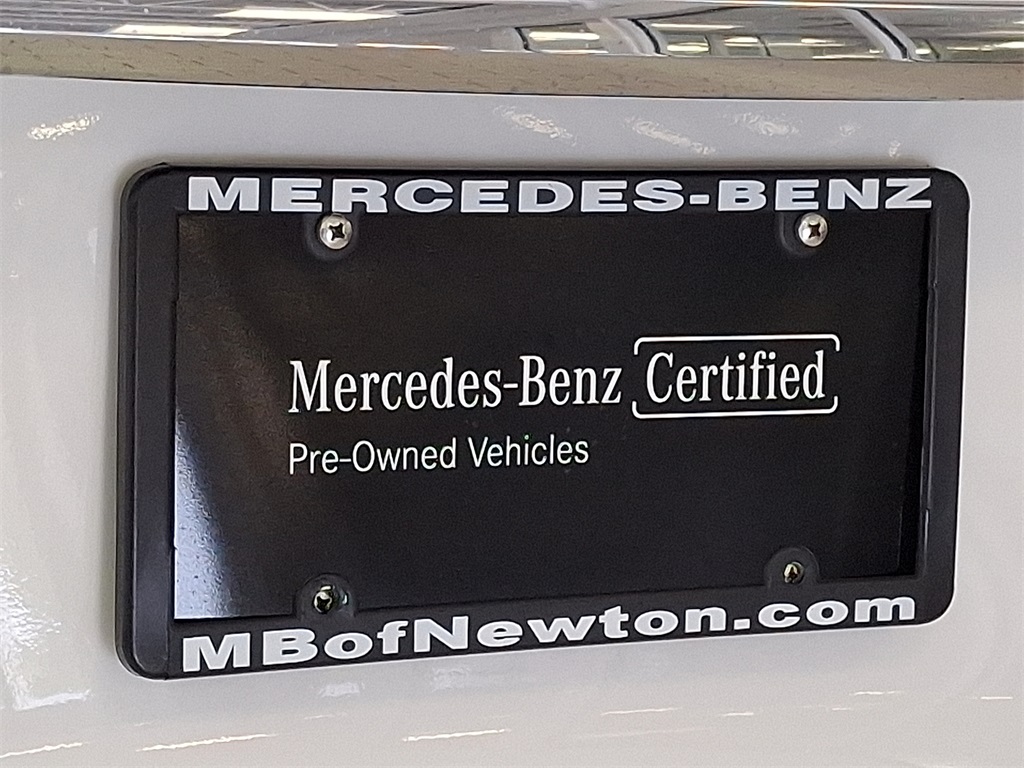 MERCEDES-BENZ
Mercedes-Benz Certified
Pre-Owned Vehicles
MBofNewton.com